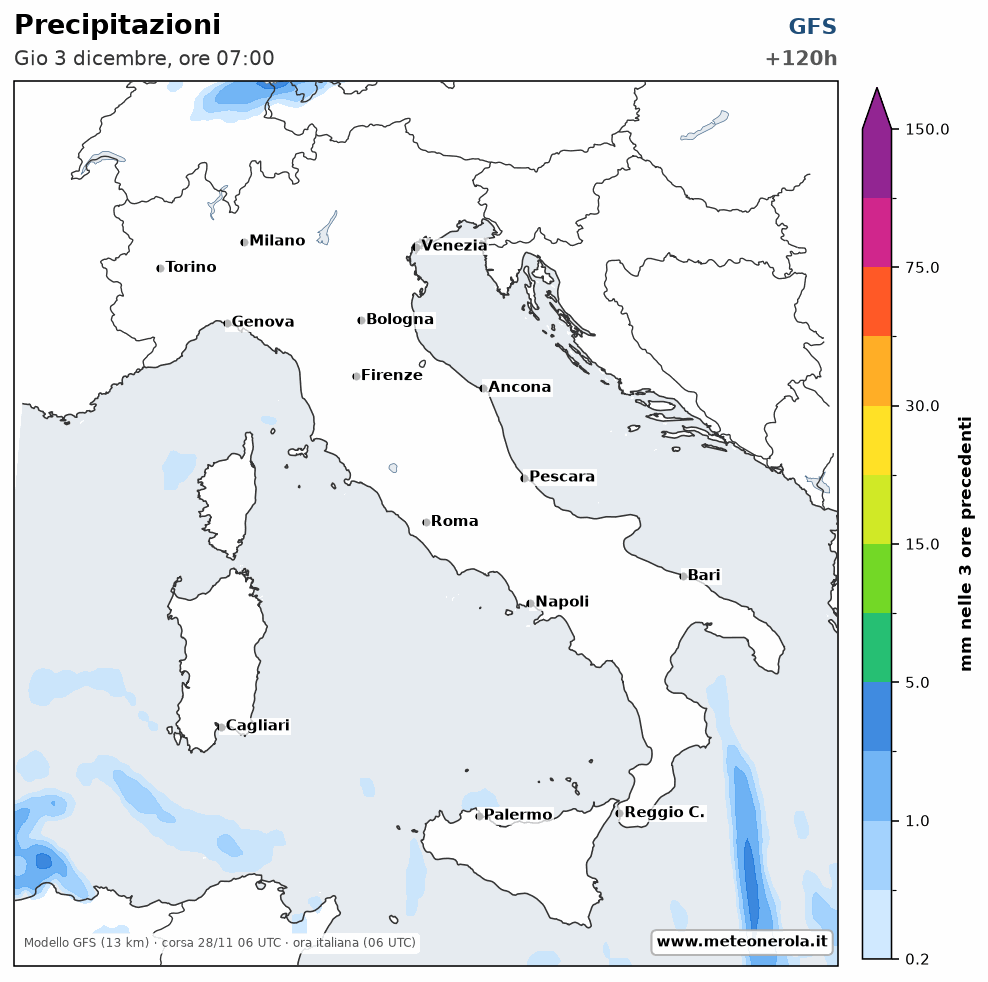 Precipitazioni
GFS
Gio 3 dicembre, ore 07:00
+120h
150.0
75.0
30.0
15.0
5.0
1.0
0.2
mm nelle 3 ore precedenti
Milano
Venezia
Torino
Genova
Bologna
Firenze
Ancona
Pescara
Roma
Bari
Napoli
Cagliari
Palermo
Reggio C.
Modello GFS (13 km) · corsa 28/11 06 UTC · ora italiana (06 UTC)
www.meteonerola.it